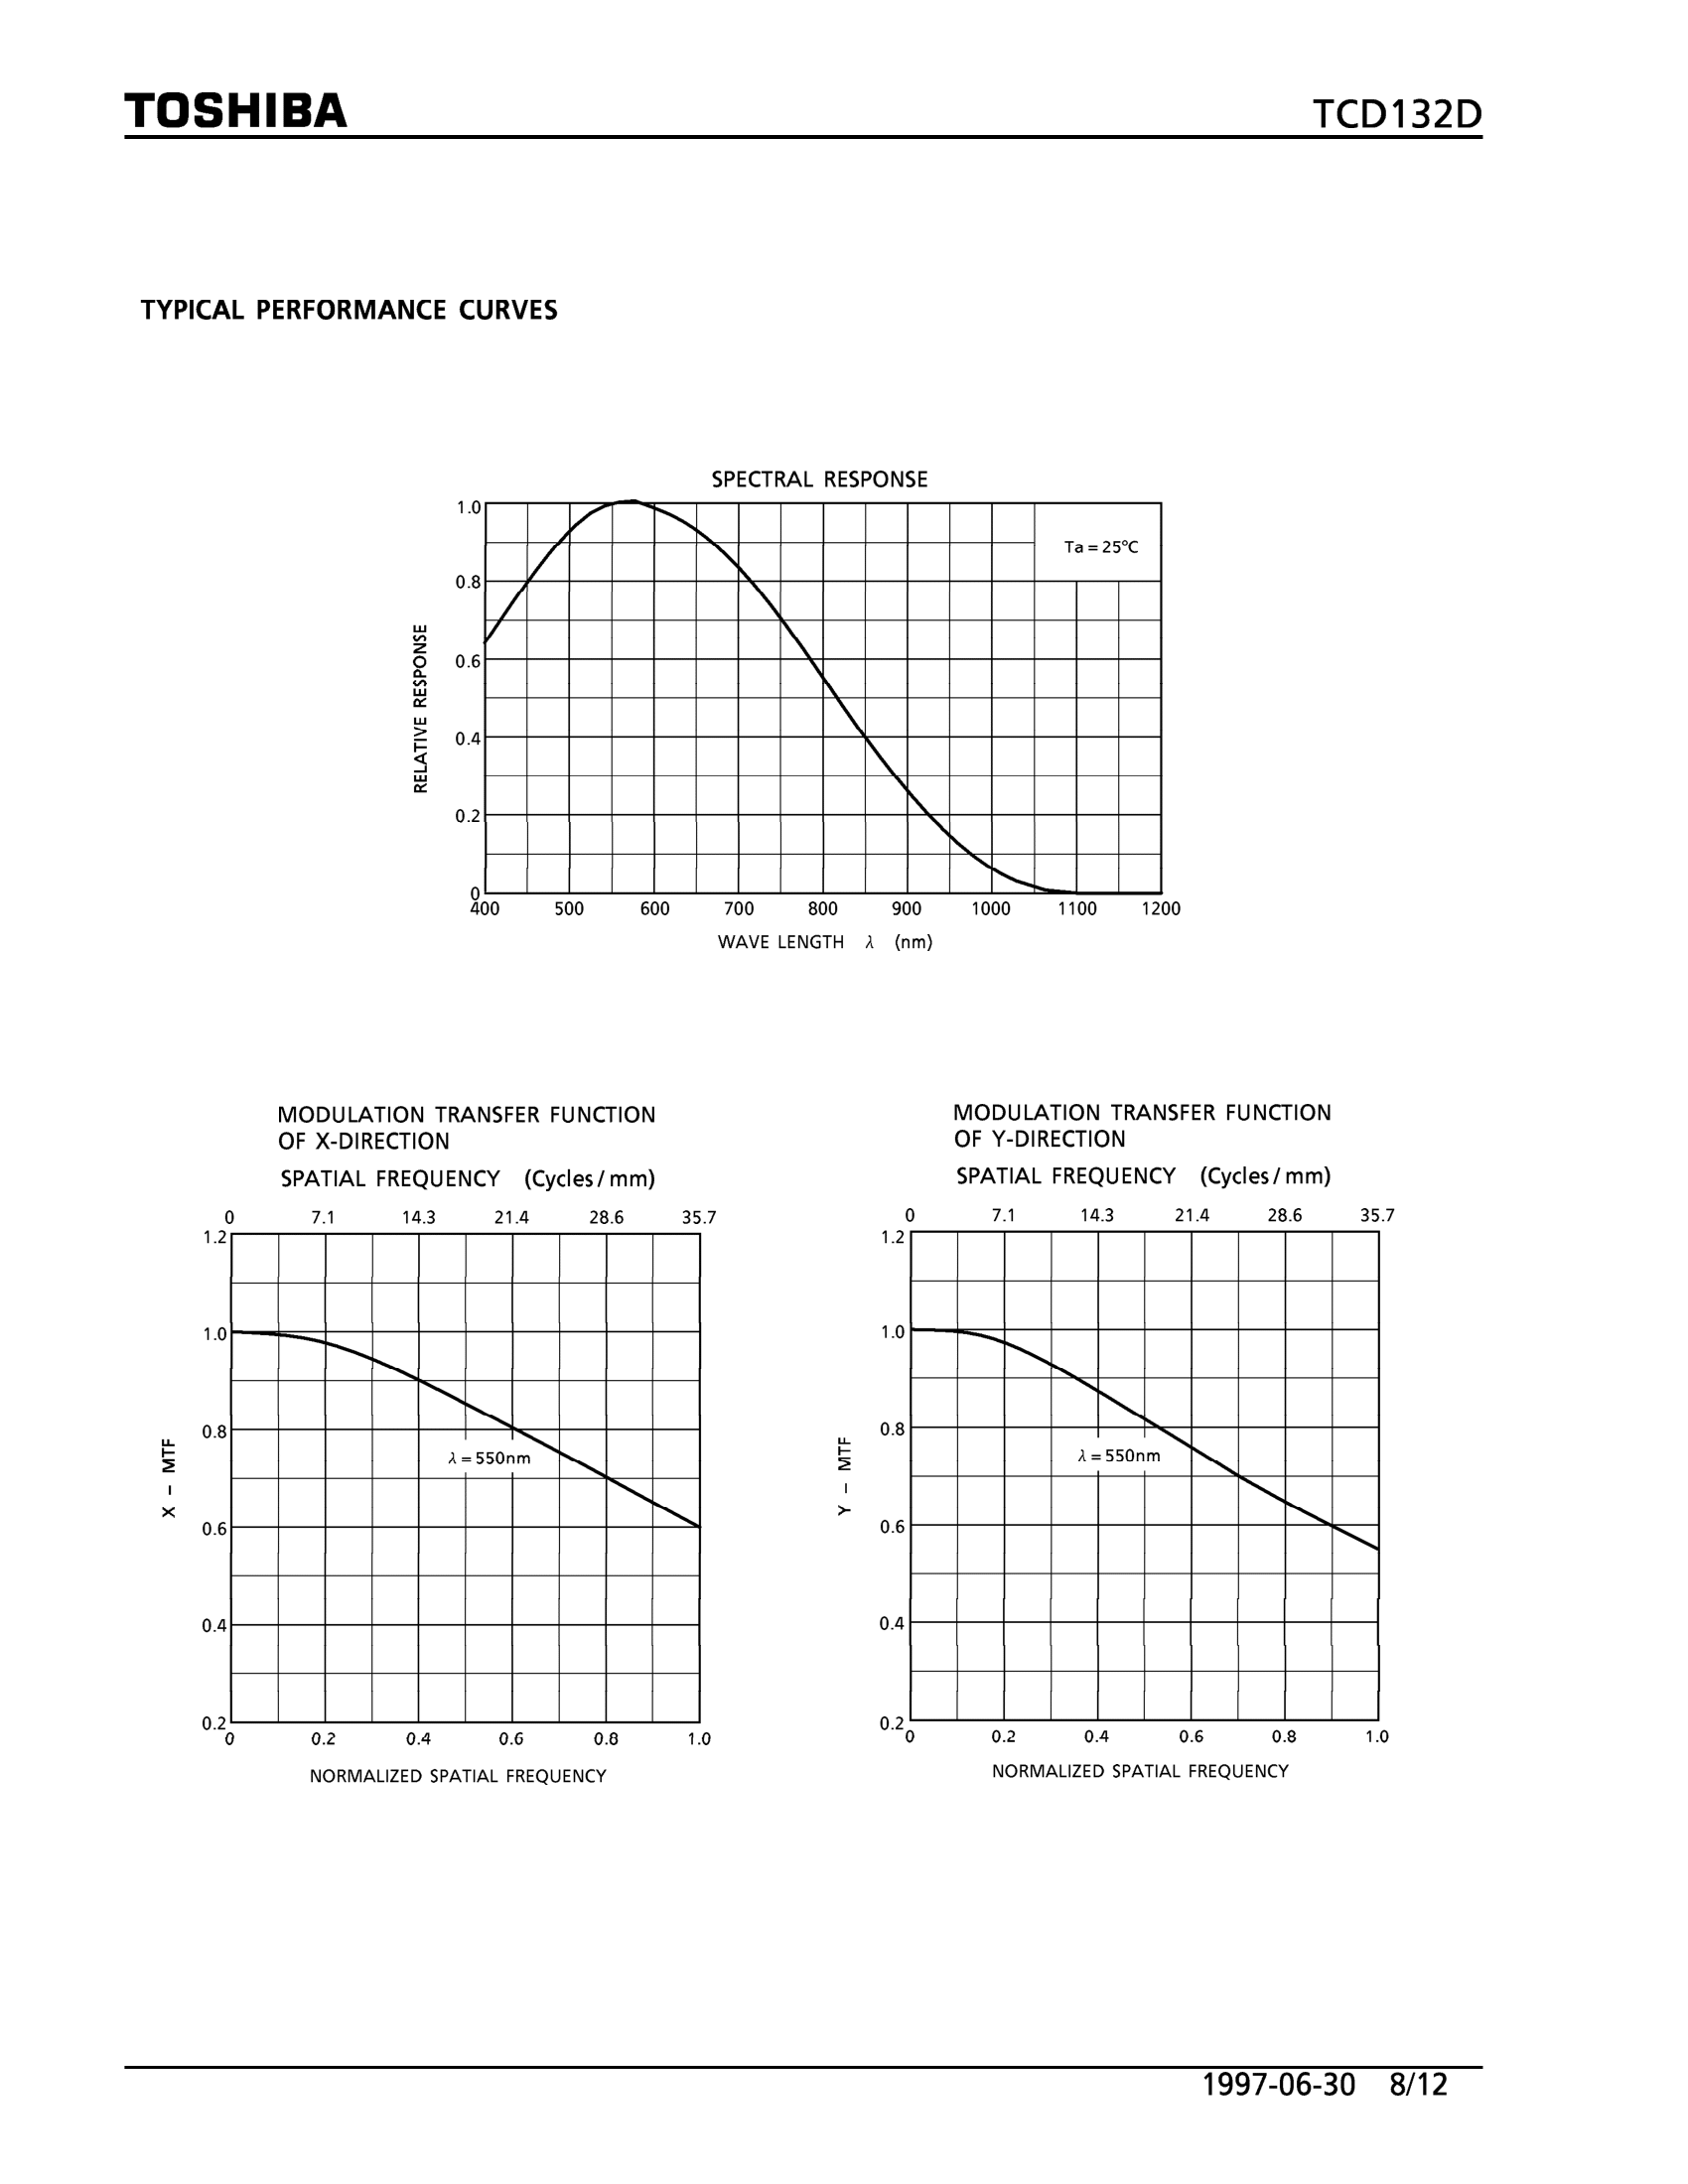 TOSHIBA
TCD132D
TYPICAL PERFORMANCE CURVES
SPECTRAL RESPONSE
1.0
Ta = 25°C
0.8
0.6
0.4
0.2
0
RELATIVE RESPONSE
400 500 600 700 800 900 1000 1100 1200
WAVE LENGTH λ (nm)
MODULATION TRANSFER FUNCTION
OF X-DIRECTION
SPATIAL FREQUENCY (Cycles / mm)
0 7.1 14.3 21.4 28.6 35.7
1.2
1.0
0.8
λ = 550nm
0.6
0.4
0.2
X – MTF
0 0.2 0.4 0.6 0.8 1.0
NORMALIZED SPATIAL FREQUENCY
MODULATION TRANSFER FUNCTION
OF Y-DIRECTION
SPATIAL FREQUENCY (Cycles / mm)
0 7.1 14.3 21.4 28.6 35.7
1.2
1.0
0.8
λ = 550nm
0.6
0.4
0.2
Y – MTF
0 0.2 0.4 0.6 0.8 1.0
NORMALIZED SPATIAL FREQUENCY
1997-06-30 8/12